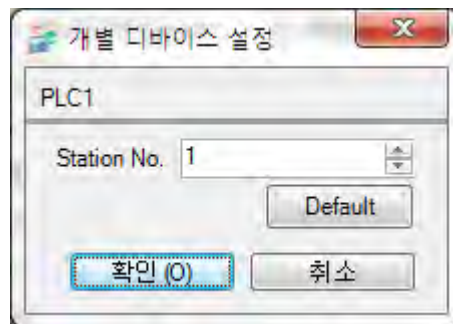 개별 디바이스 설정
PLC1
Station No. 1
Default
확인 (O) 취소